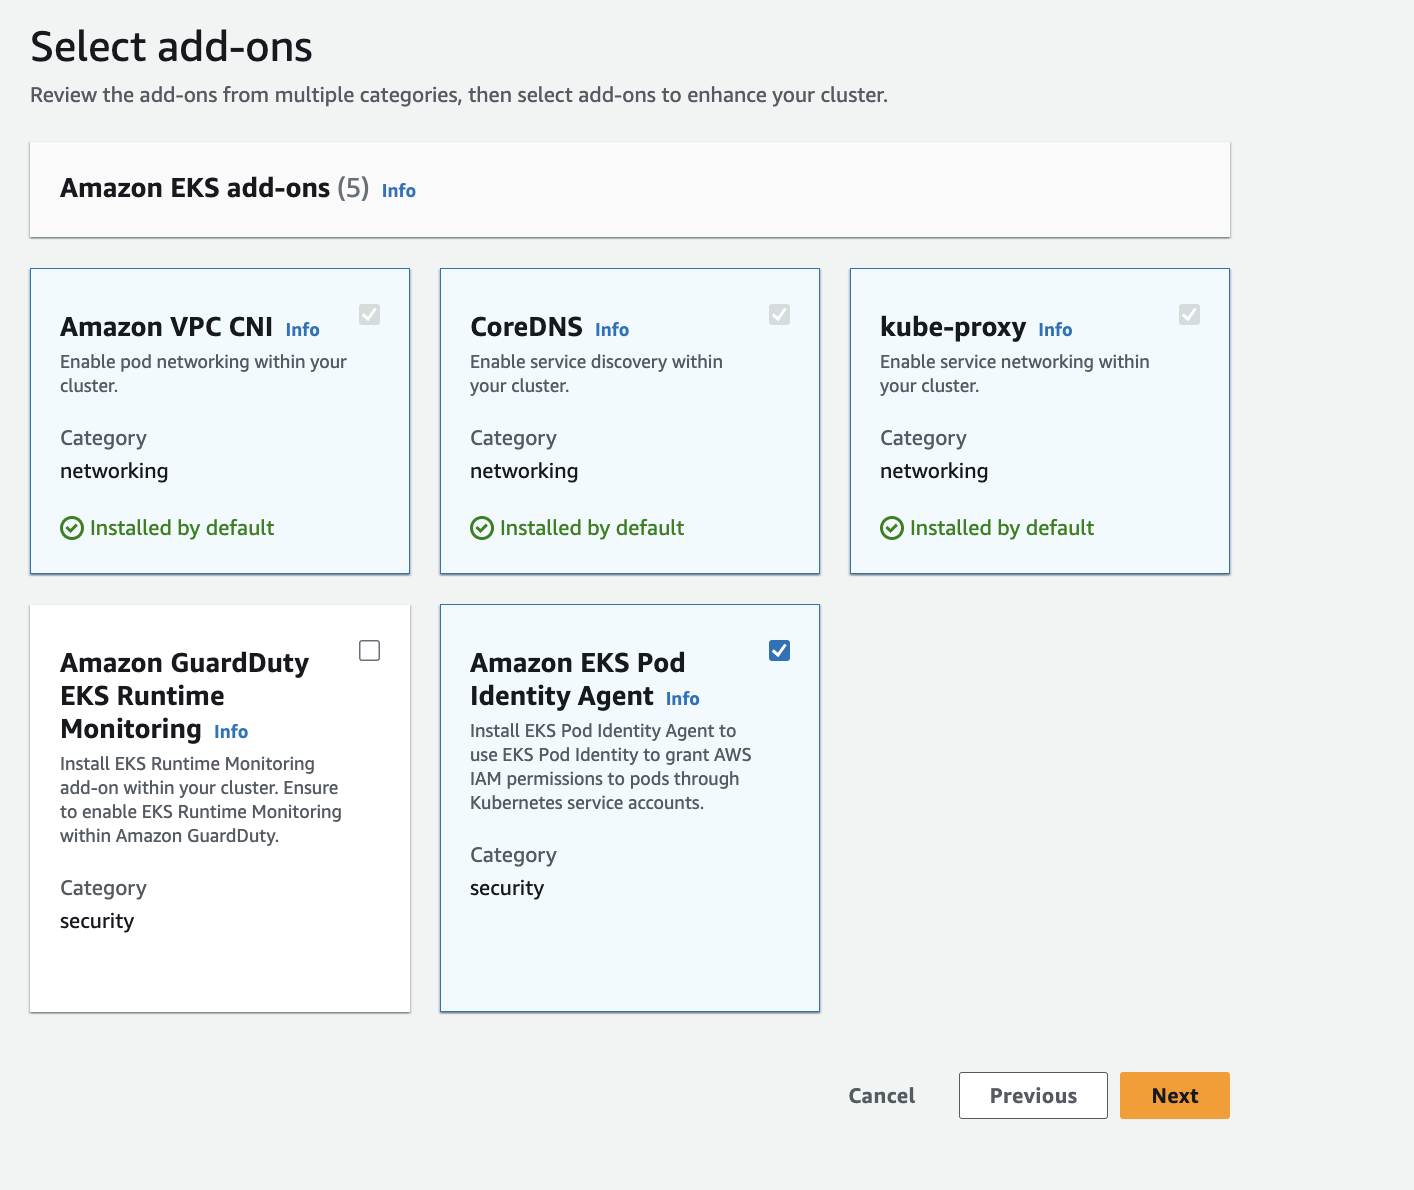 Select add-ons
Review the add-ons from multiple categories, then select add-ons to enhance your cluster.
Amazon EKS add-ons (5) Info
Amazon VPC CNI Info
Enable pod networking within your
cluster.
Category
networking
Installed by default
CoreDNS Info
Enable service discovery within
your cluster.
Category
networking
Installed by default
kube-proxy Info
Enable service networking within
your cluster.
Category
networking
Installed by default
Amazon GuardDuty
EKS Runtime
Monitoring Info
Install EKS Runtime Monitoring
add-on within your cluster. Ensure
to enable EKS Runtime Monitoring
within Amazon GuardDuty.
Category
security
Amazon EKS Pod
Identity Agent Info
Install EKS Pod Identity Agent to
use EKS Pod Identity to grant AWS
IAM permissions to pods through
Kubernetes service accounts.
Category
security
Cancel
Previous
Next